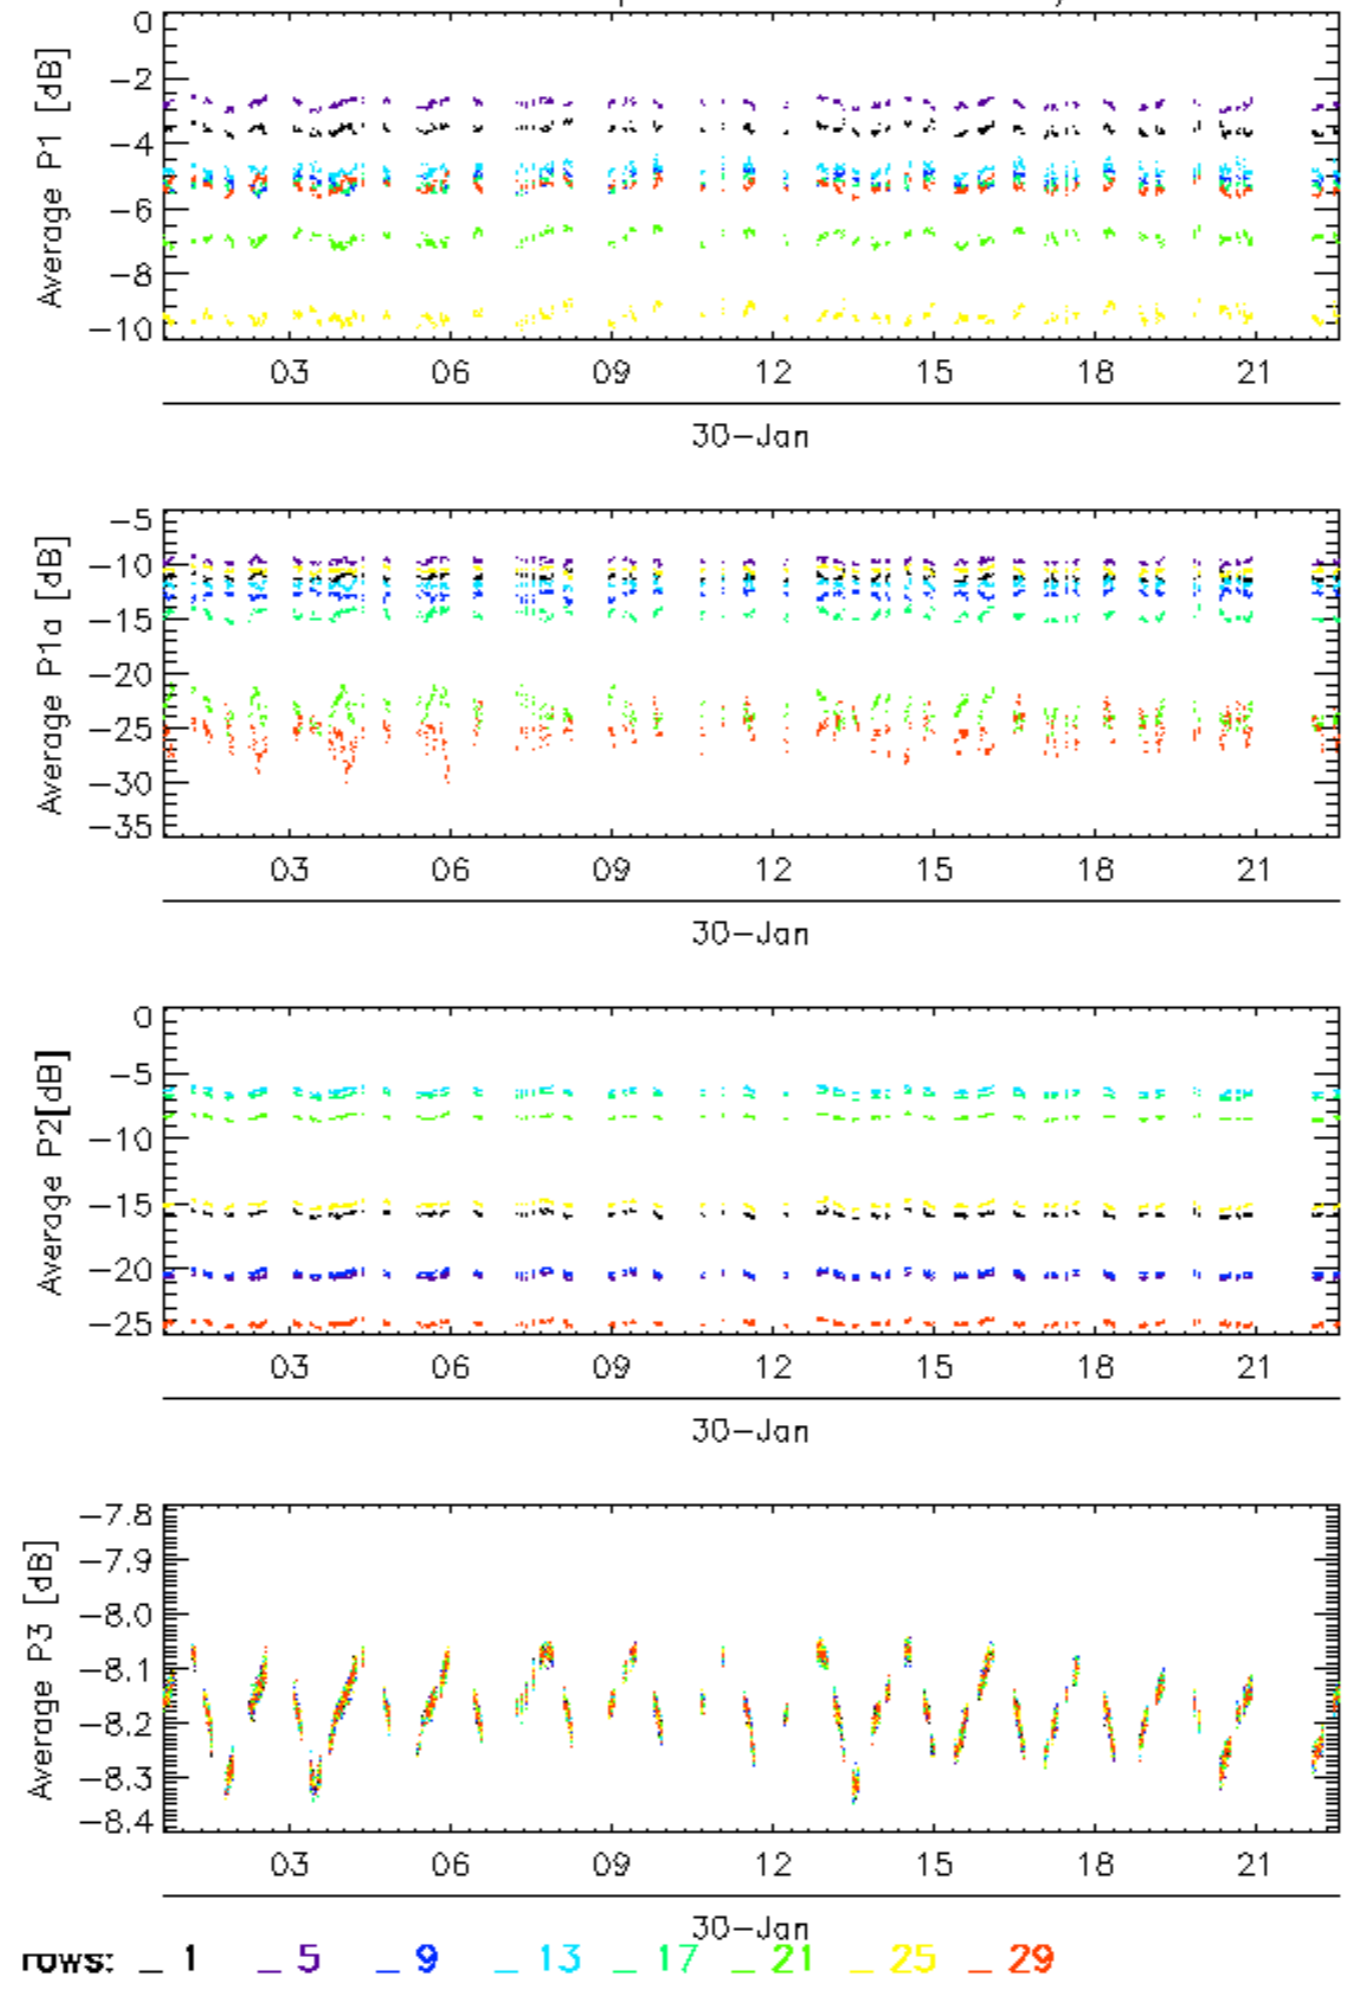 0
−2
−4
−6
−8
−10
Average P1 [dB]
03 06 09 12 15 18 21
30−Jan
−5
−10
−15
−20
−25
−30
−35
Average P1a [dB]
03 06 09 12 15 18 21
30−Jan
0
−5
−10
−15
−20
−25
Average P2[dB]
03 06 09 12 15 18 21
30−Jan
−7.8
−7.9
−8.0
−8.1
−8.2
−8.3
−8.4
Average P3 [dB]
03 06 09 12 15 18 21
30−Jan
rows: _ 1 _ 5 _ 9 _ 13 _ 17 _ 21 _ 25 _ 29